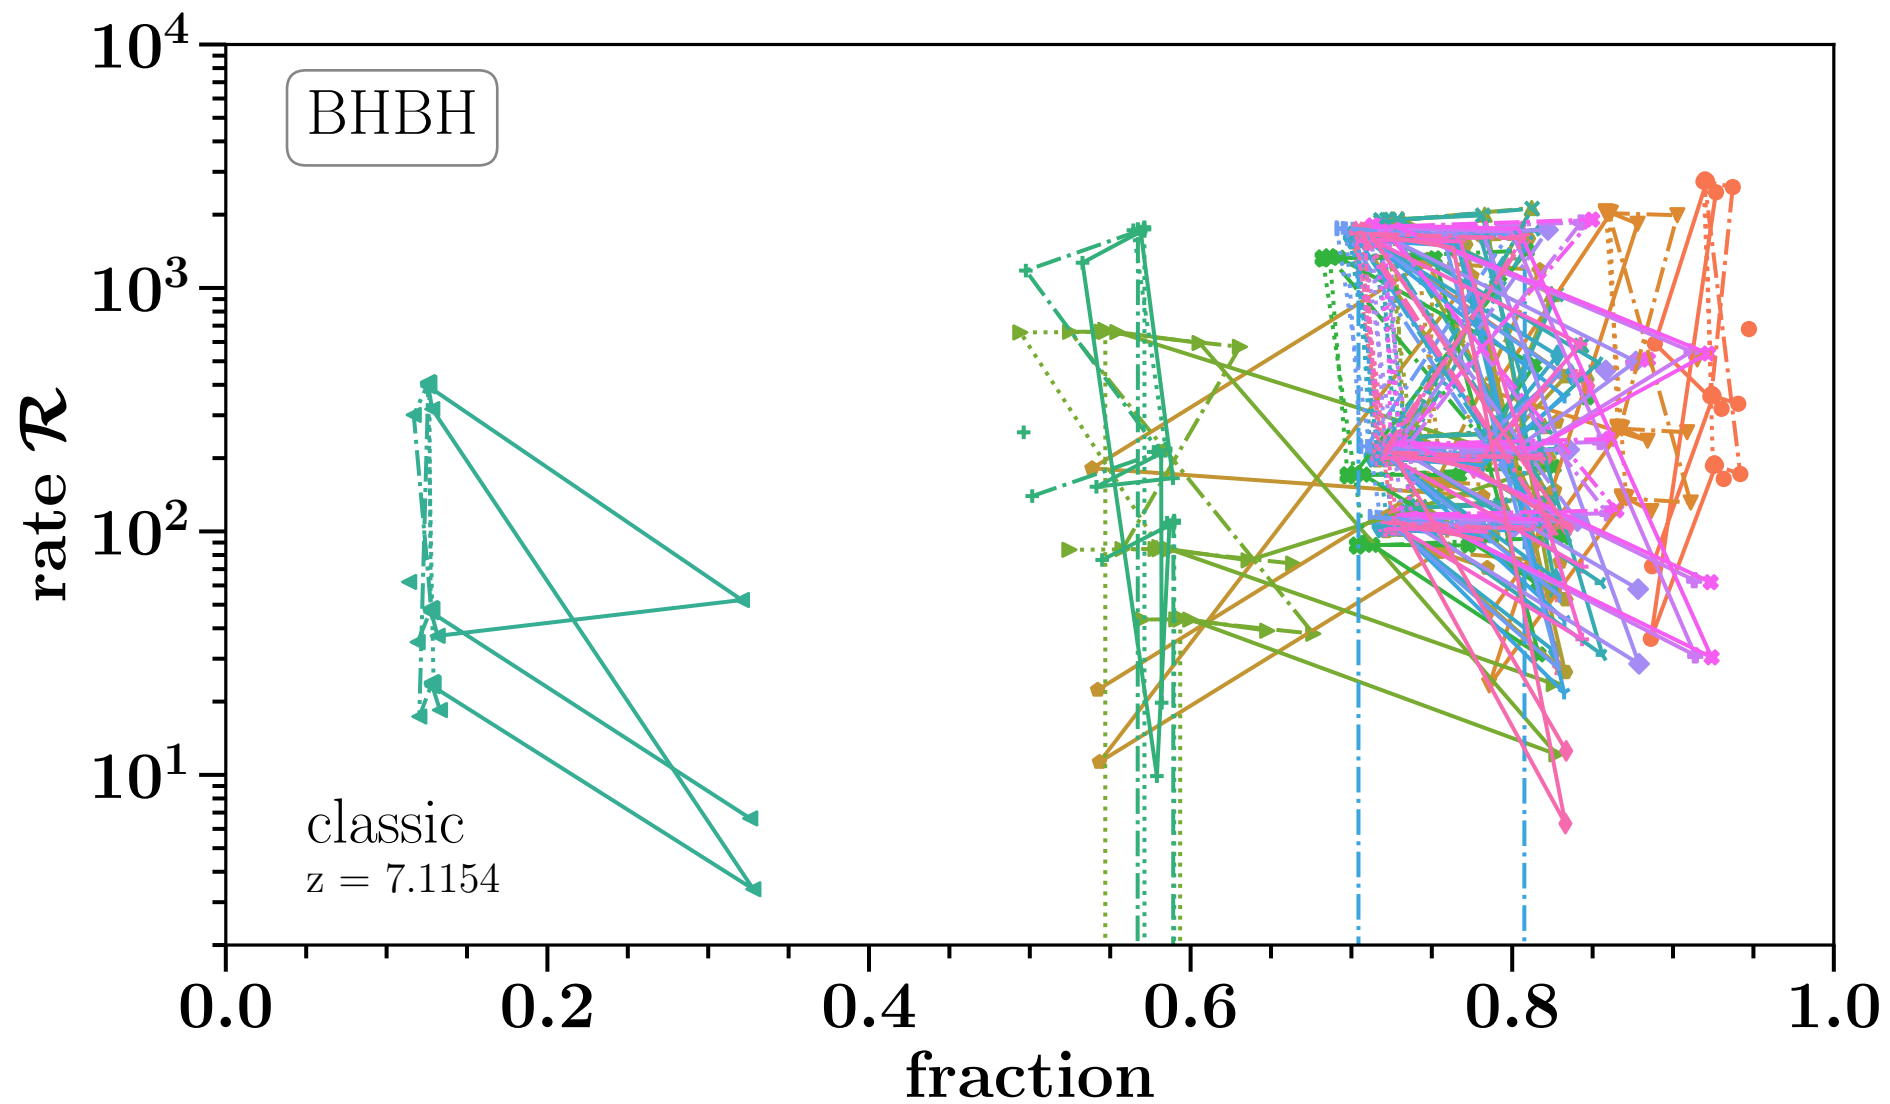 10^4
BHBH
10^3
rate ℛ
10^2
10^1
classic
z = 7.1154
0.0 0.2 0.4 0.6 0.8 1.0
fraction